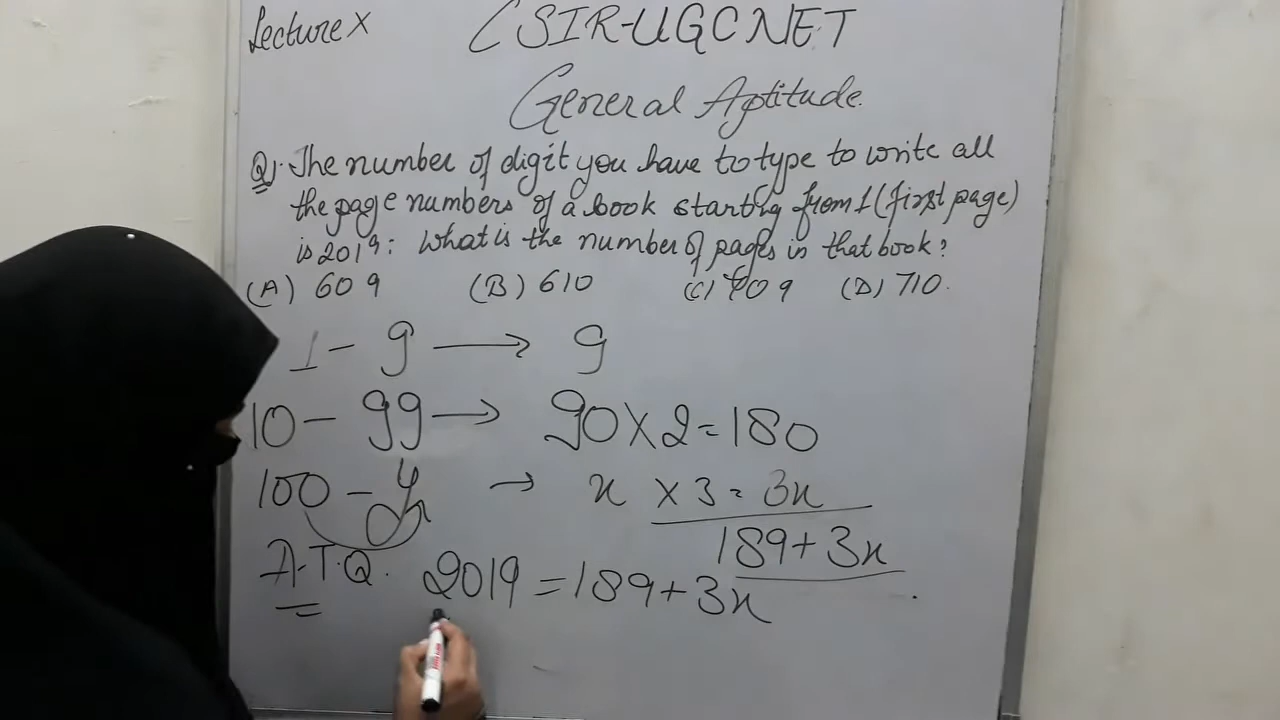 Lecture X
CSIR-UGC NET
General Aptitude.
Q). The number of digit you have to type to write all
the page numbers of a book starting from 1 (first page)
is 2019: What is the number of pages in that book?
(A) 609 (B) 610 (C) 709 (D) 710.
1 - 9 → 9
10 - 99 → 90 × 2 = 180
100 - y → x × 3 = 3x
x
189 + 3x
A.T.Q. 2019 = 189 + 3x